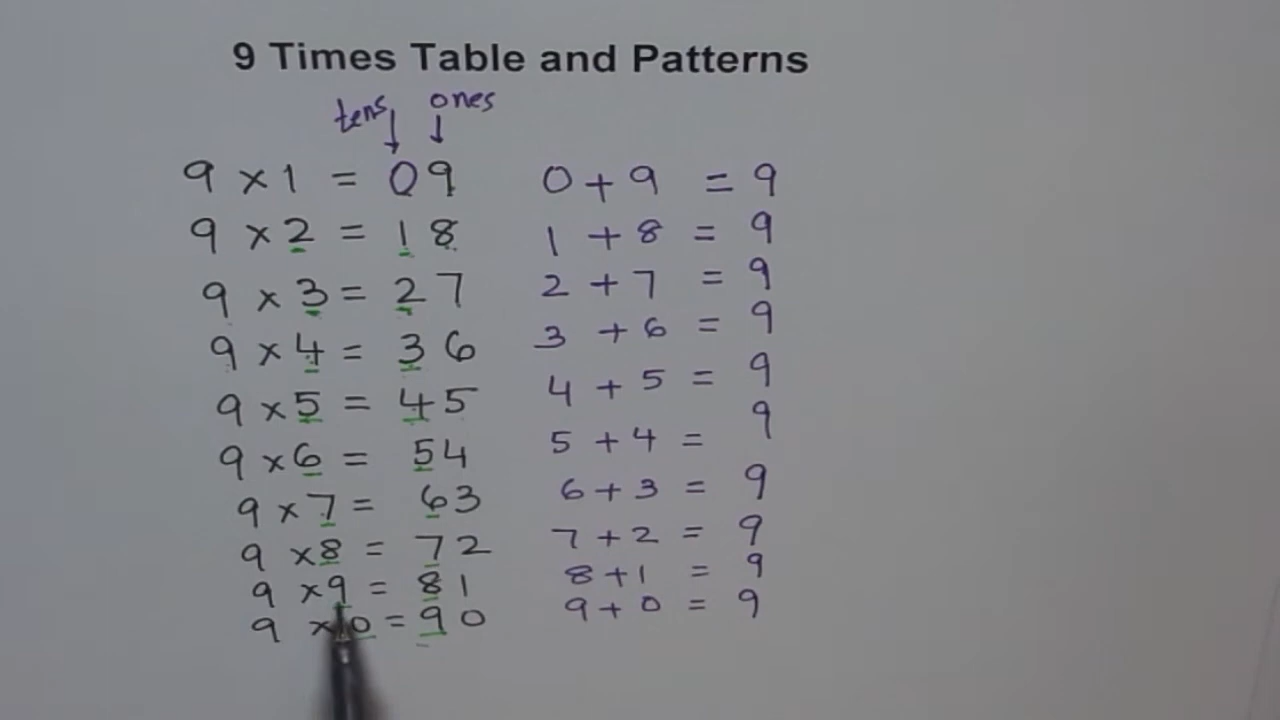 9 Times Table and Patterns
tens ones
9 × 1 = 09 0 + 9 = 9
9 × 2 = 18 1 + 8 = 9
9 × 3 = 27 2 + 7 = 9
9 × 4 = 36 3 + 6 = 9
9 × 5 = 45 4 + 5 = 9
9 × 6 = 54 5 + 4 = 9
9 × 7 = 63 6 + 3 = 9
9 × 8 = 72 7 + 2 = 9
9 × 9 = 81 8 + 1 = 9
9 × 0 = 90 9 + 0 = 9